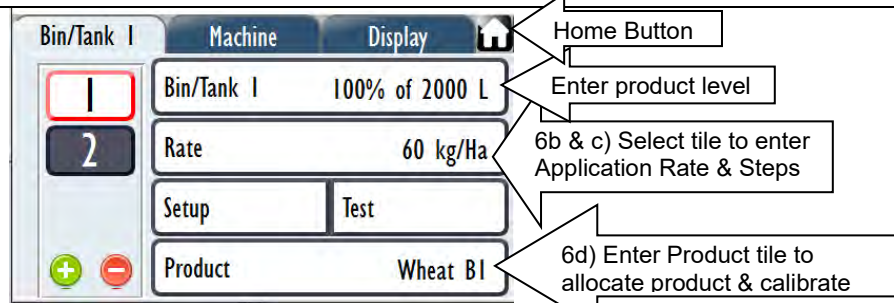 Bin/Tank 1 Machine Display
Home Button
1
Bin/Tank 1 100% of 2000 L
Enter product level
2
Rate 60 kg/Ha
6b & c) Select tile to enter
Application Rate & Steps
Setup Test
Product Wheat B1
6d) Enter Product tile to
allocate product & calibrate